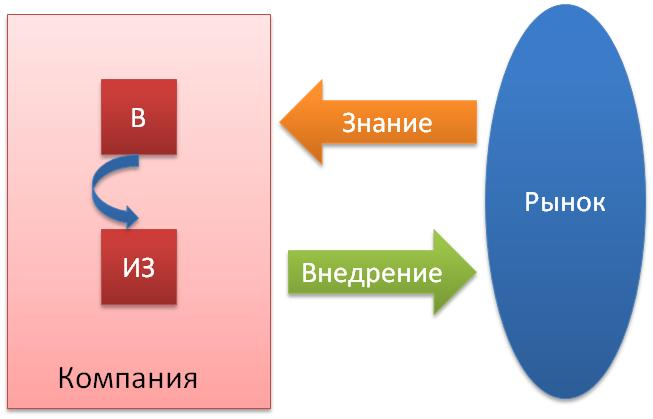 В
Знание
Рынок
ИЗ
Внедрение
Компания